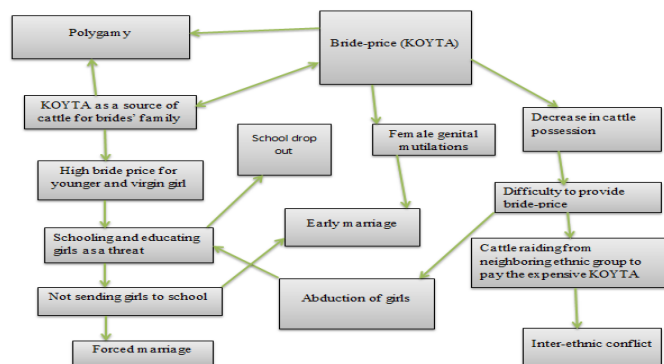 Polygamy
Bride-price (KOYTA)
KOYTA as a source of
cattle for brides' family
School drop
out
Female genital
mutilations
Decrease in cattle
possession
High bride price for
younger and virgin girl
Difficulty to provide
bride-price
Schooling and educating
girls as a threat
Early marriage
Cattle raiding from
neighboring ethnic group to
pay the expensive KOYTA
Not sending girls to school
Abduction of girls
Forced marriage
Inter-ethnic conflict